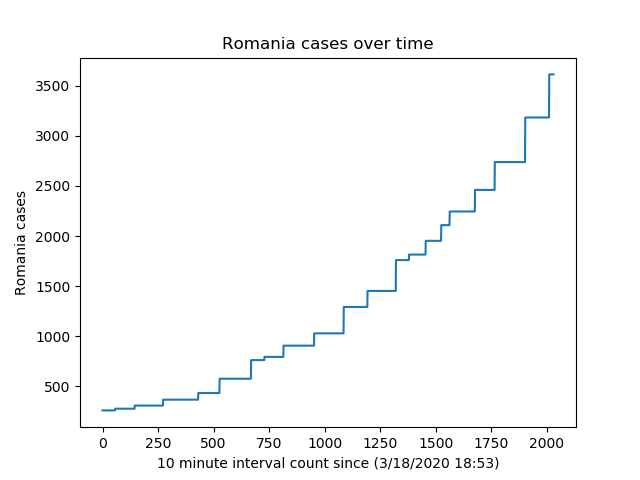 Romania cases over time
3500
3000
2500
2000
1500
1000
500
Romania cases
0 250 500 750 1000 1250 1500 1750 2000
10 minute interval count since (3/18/2020 18:53)